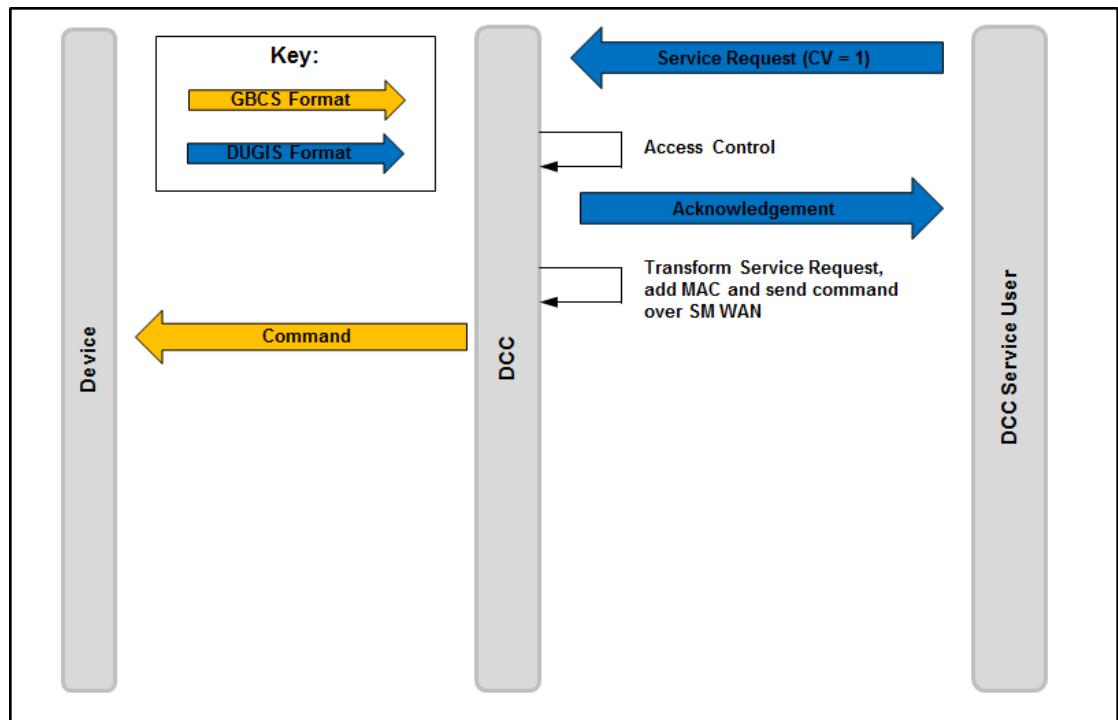 Key:
GBCS Format
DUGIS Format
Service Request (CV = 1)
Access Control
Acknowledgement
Transform Service Request,
add MAC and send command
over SM WAN
Command
Device
DCC
DCC Service User